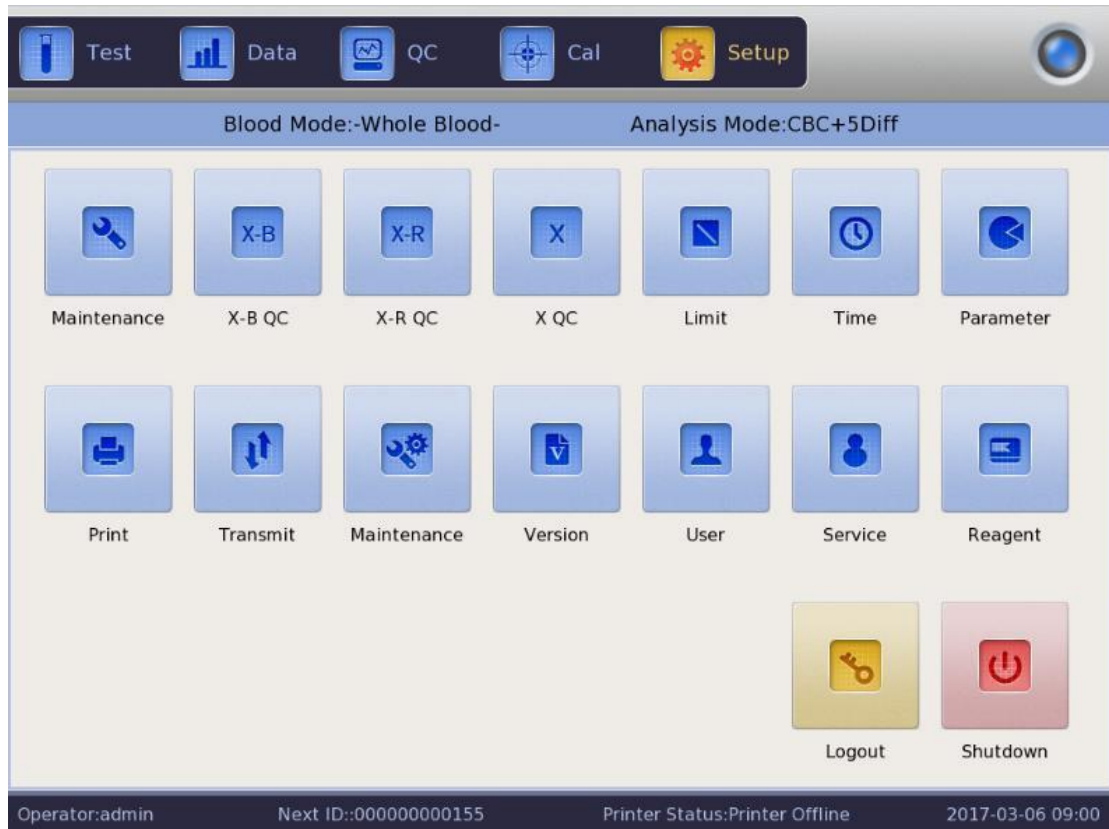 Test Data QC Cal Setup
Blood Mode:-Whole Blood- Analysis Mode:CBC+5Diff
X-B X-R X
Maintenance X-B QC X-R QC X QC Limit Time Parameter
V
Print Transmit Maintenance Version User Service Reagent
Logout Shutdown
Operator:admin Next ID::000000000155 Printer Status:Printer Offline 2017-03-06 09:00